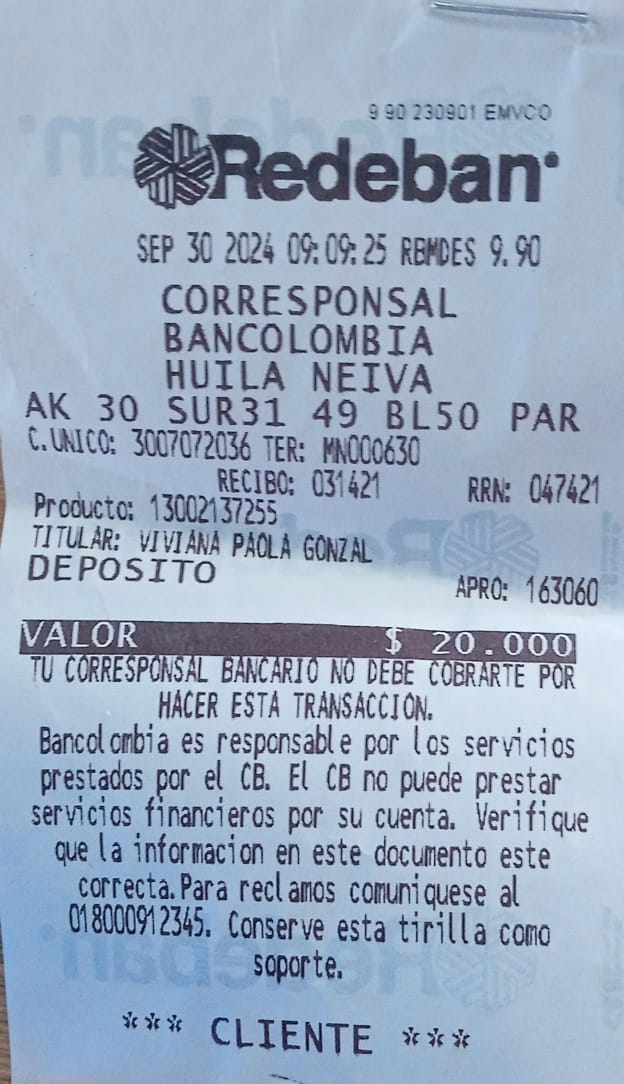 9 90 230901 EMVCO
Redeban
SEP 30 2024 09:09:25 RBMDES 9.90
CORRESPONSAL
BANCOLOMBIA
HUILA NEIVA
AK 30 SUR31 49 BL50 PAR
C.UNICO: 3007072036 TER: MN000630
RECIBO: 031421 RRN: 047421
Producto: 13002137255
TITULAR: VIVIANA PAOLA GONZAL
DEPOSITO APRO: 163060
VALOR $ 20.000
TU CORRESPONSAL BANCARIO NO DEBE COBRARTE POR
HACER ESTA TRANSACCION.
Bancolombia es responsable por los servicios
prestados por el CB. El CB no puede prestar
servicios financieros por su cuenta. Verifique
que la informacion en este documento este
correcta.Para reclamos comuniquese al
018000912345. Conserve esta tirilla como
soporte.
*** CLIENTE ***